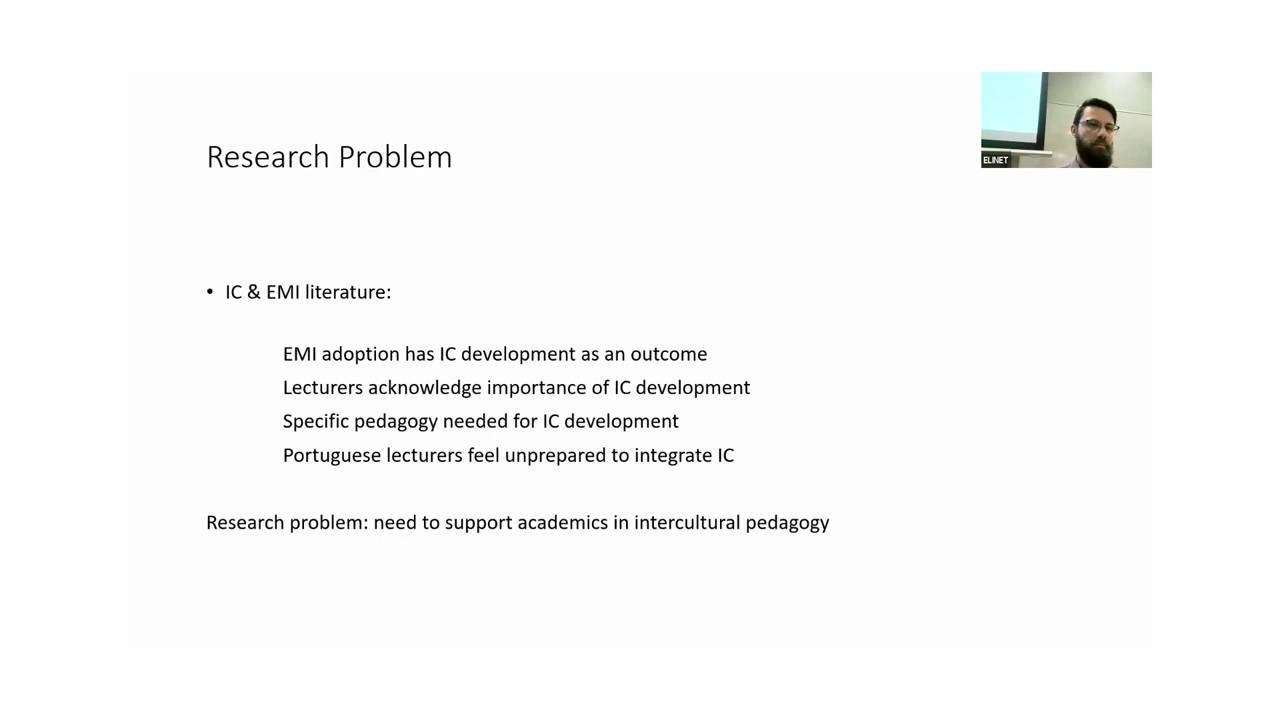 Research Problem
ELINET
• IC & EMI literature:
EMI adoption has IC development as an outcome
Lecturers acknowledge importance of IC development
Specific pedagogy needed for IC development
Portuguese lecturers feel unprepared to integrate IC
Research problem: need to support academics in intercultural pedagogy